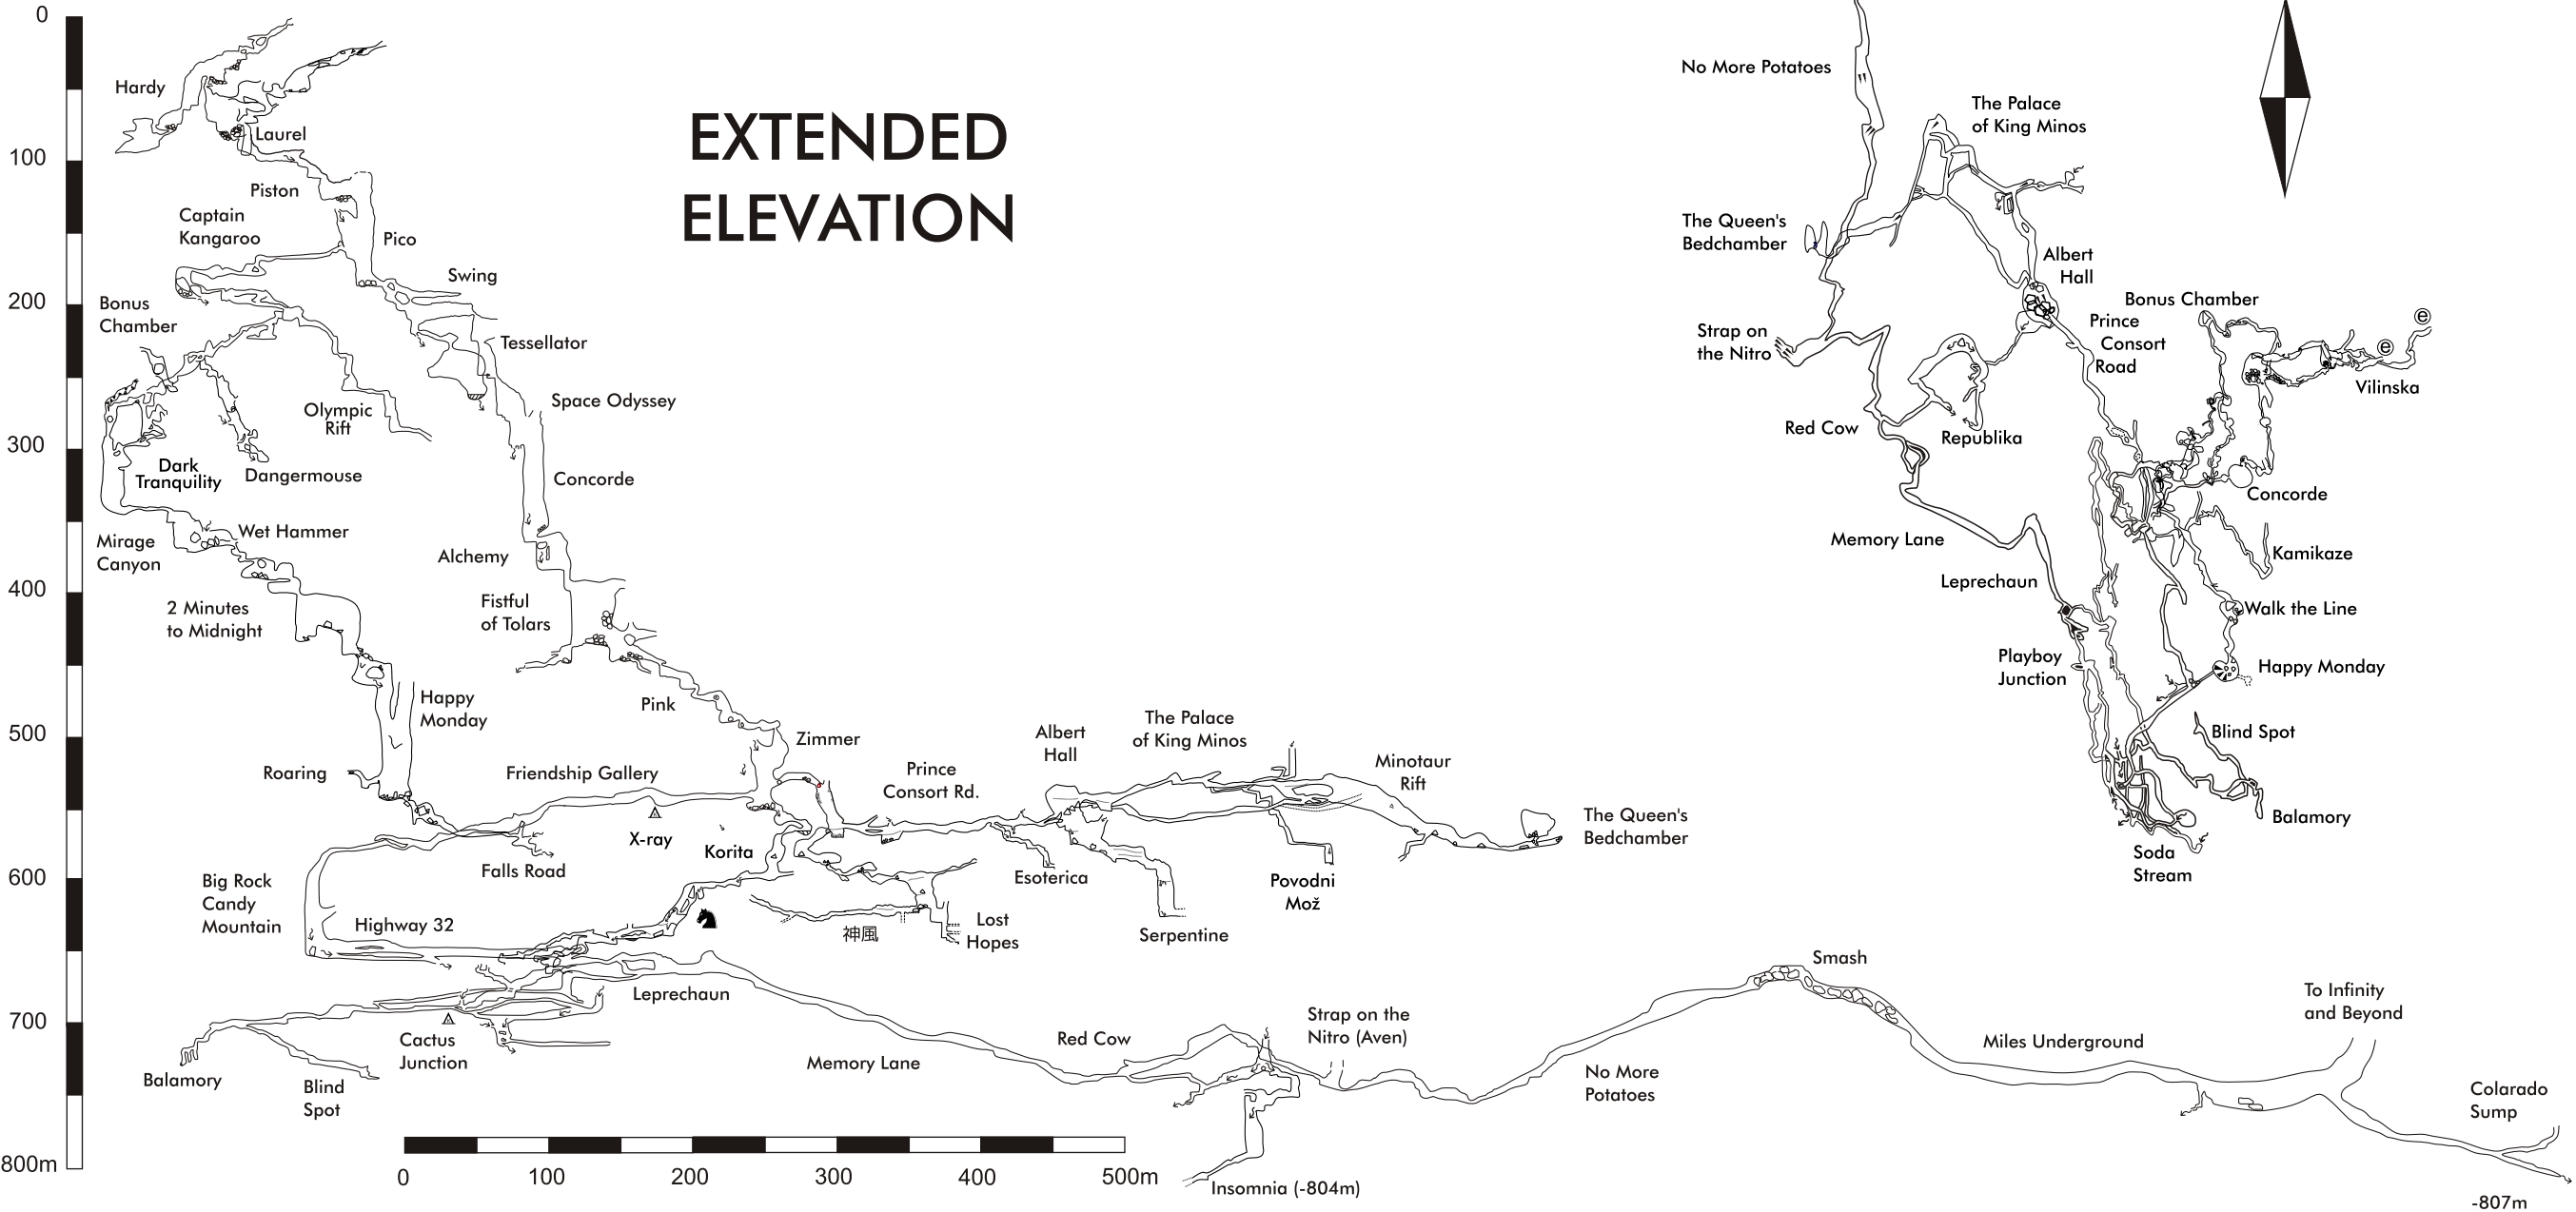 0
100
200
300
400
500
600
700
800m
EXTENDED
ELEVATION
Hardy
Laurel
Piston
Captain
Kangaroo
Pico
Swing
Bonus
Chamber
Tessellator
Olympic
Rift
Space Odyssey
Dark
Tranquility
Dangermouse
Concorde
Mirage
Canyon
Wet Hammer
Alchemy
2 Minutes
to Midnight
Fistful
of Tolars
Happy
Monday
Pink
Roaring
Friendship Gallery
Zimmer
X-ray
Prince
Consort Rd.
Albert
Hall
The Palace
of King Minos
Minotaur
Rift
The Queen's
Bedchamber
Falls Road
Korita
Esoterica
Povodni
Mož
Big Rock
Candy
Mountain
Highway 32
神風
Lost
Hopes
Serpentine
Leprechaun
Cactus
Junction
Balamory
Blind
Spot
Memory Lane
Red Cow
Strap on the
Nitro (Aven)
No More
Potatoes
Smash
Miles Underground
To Infinity
and Beyond
Colarado
Sump
Insomnia (-804m)
-807m
0
100
200
300
400
500m
No More Potatoes
The Palace
of King Minos
The Queen's
Bedchamber
Albert
Hall
Bonus Chamber
Prince
Consort
Road
e
e
Vilinska
Strap on
the Nitro
Red Cow
Republika
Concorde
Memory Lane
Kamikaze
Leprechaun
Walk the Line
Playboy
Junction
Happy Monday
Blind Spot
Balamory
Soda
Stream